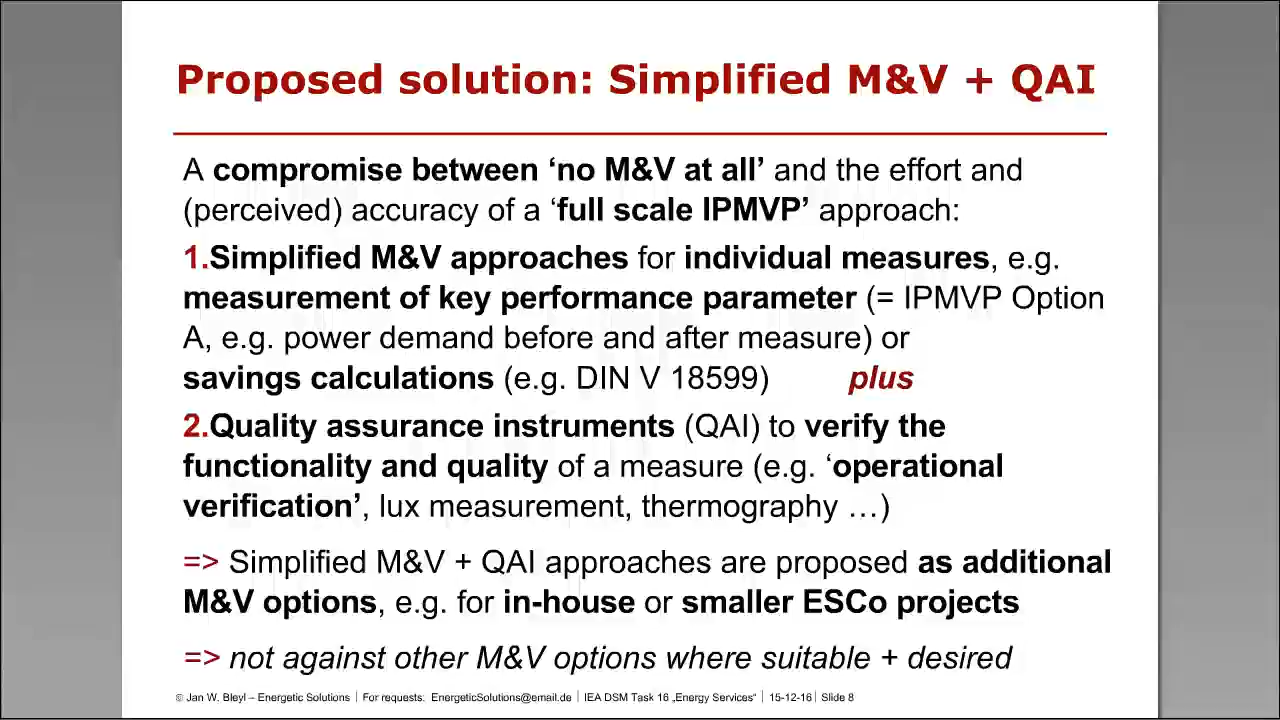 Proposed solution: Simplified M&V + QAI
A compromise between ‘no M&V at all’ and the effort and
(perceived) accuracy of a ‘full scale IPMVP’ approach:
1.Simplified M&V approaches for individual measures, e.g.
measurement of key performance parameter (= IPMVP Option
A, e.g. power demand before and after measure) or
savings calculations (e.g. DIN V 18599) plus
2.Quality assurance instruments (QAI) to verify the
functionality and quality of a measure (e.g. ‘operational
verification’, lux measurement, thermography …)
=> Simplified M&V + QAI approaches are proposed as additional
M&V options, e.g. for in-house or smaller ESCo projects
=> not against other M&V options where suitable + desired
© Jan W. Bleyl – Energetic Solutions | For requests: EnergeticSolutions@email.de | IEA DSM Task 16 „Energy Services“ | 15-12-16 | Slide 8